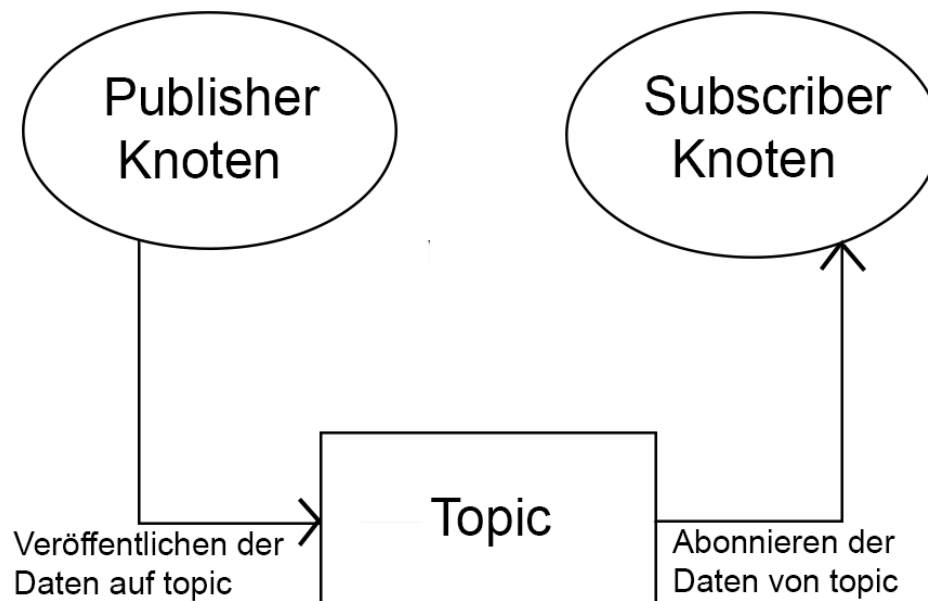 Publisher
Knoten
Subscriber
Knoten
Topic
Veröffentlichen der
Daten auf topic
Abonnieren der
Daten von topic